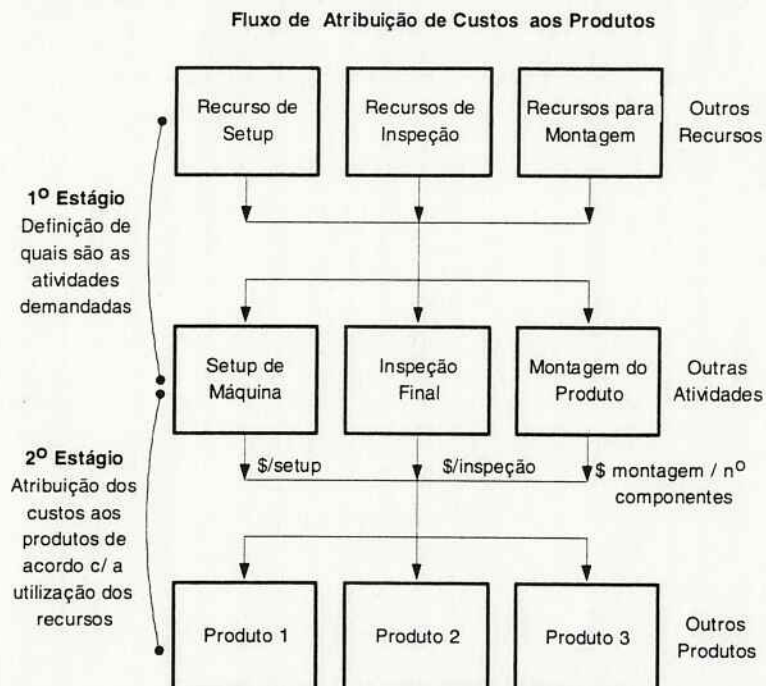 Fluxo de Atribuição de Custos aos Produtos
Recurso de
Setup
Recursos de
Inspeção
Recursos para
Montagem
Outros
Recursos
1º Estágio
Definição de
quais são as
atividades
demandadas
Setup de
Máquina
Inspeção
Final
Montagem do
Produto
Outras
Atividades
$/setup
$/inspeção
$ montagem / nº
componentes
2º Estágio
Atribuição dos
custos aos
produtos de
acordo c/ a
utilização dos
recursos
Produto 1
Produto 2
Produto 3
Outros
Produtos